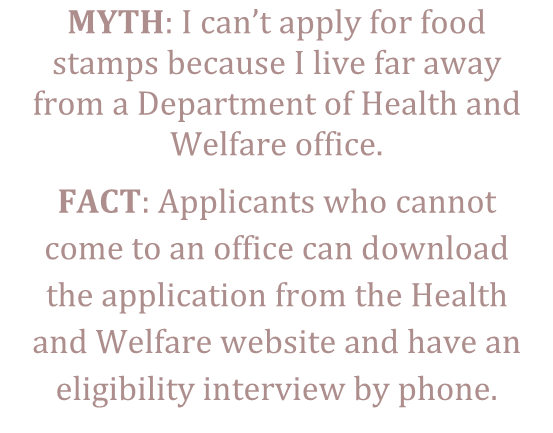 MYTH: I can’t apply for food
stamps because I live far away
from a Department of Health and
Welfare office.
FACT: Applicants who cannot
come to an office can download
the application from the Health
and Welfare website and have an
eligibility interview by phone.